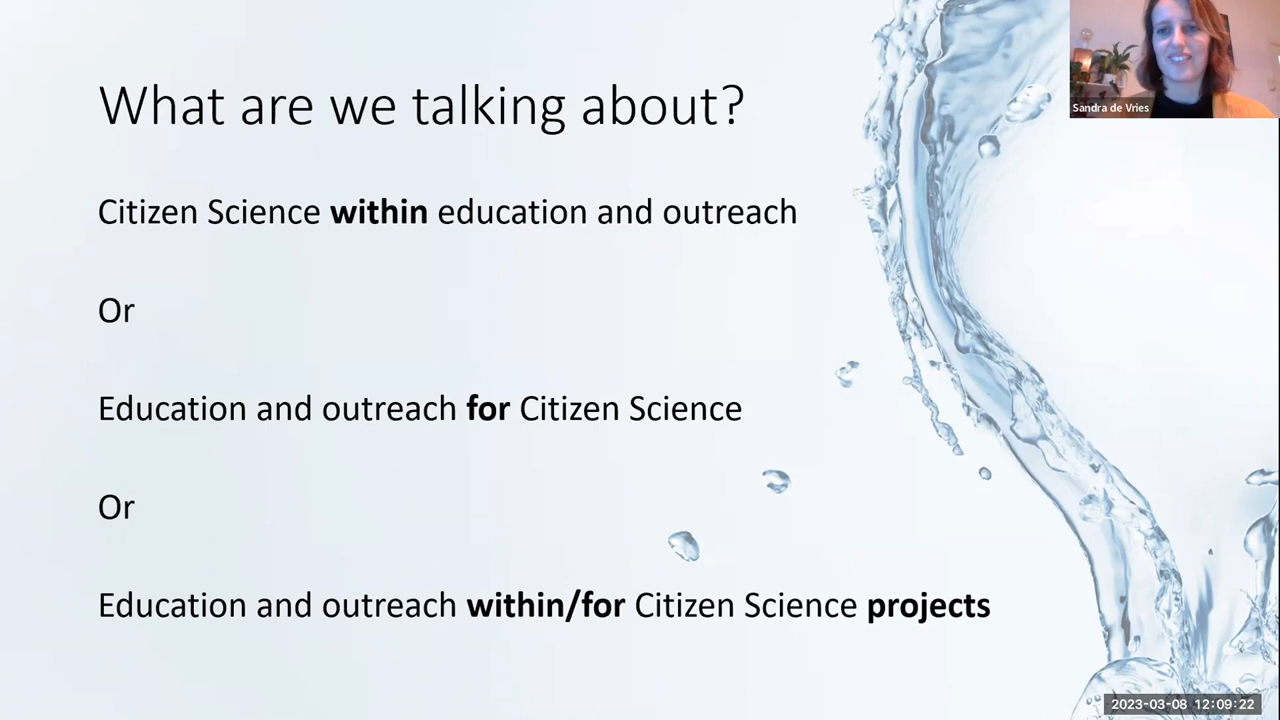 What are we talking about?
Sandra de Vries
Citizen Science within education and outreach
Or
Education and outreach for Citizen Science
Or
Education and outreach within/for Citizen Science projects
2023-03-08 12:09:22